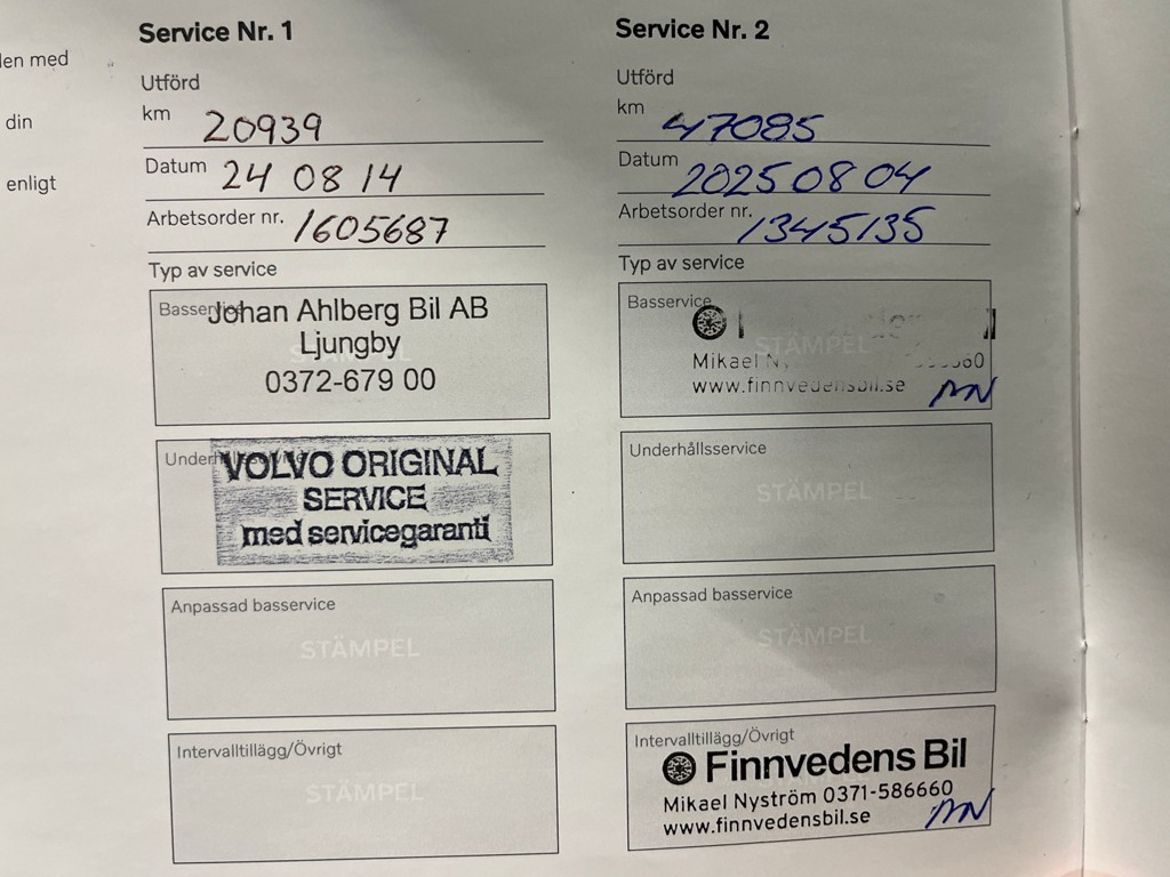 len med
din
enligt
Service Nr. 1
Utförd
km 20939
Datum 24 08 14
Arbetsorder nr. 1605687
Typ av service
Basservice
Johan Ahlberg Bil AB
Ljungby
0372-679 00
Underhållsservice
VOLVO ORIGINAL
SERVICE
med servicegaranti
Anpassad basservice
STÄMPEL
Intervalltillägg/Övrigt
STÄMPEL
Service Nr. 2
Utförd
km 47085
Datum 2025 08 04
Arbetsorder nr. 1345135
Typ av service
Basservice
STÄMPEL
Mikael
www.finnvedensbil.se
Underhållsservice
STÄMPEL
Anpassad basservice
STÄMPEL
Intervalltillägg/Övrigt
Finnvedens Bil
Mikael Nyström 0371-586660
www.finnvedensbil.se